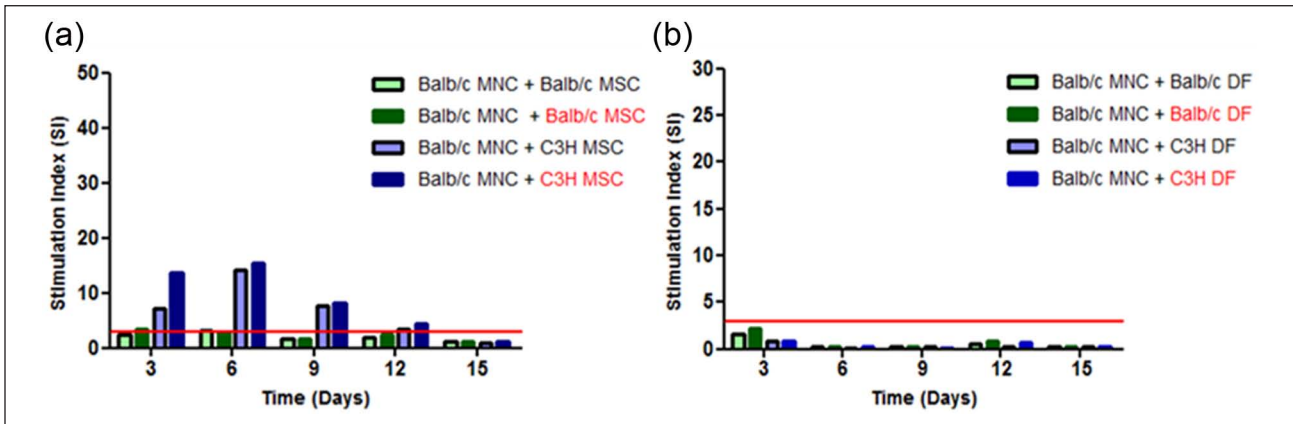 (a)
50
40
30
20
10
0
Stimulation Index (SI)
3 6 9 12 15
Time (Days)
Balb/c MNC + Balb/c MSC
Balb/c MNC + Balb/c MSC
Balb/c MNC + C3H MSC
Balb/c MNC + C3H MSC
(b)
30
25
20
15
10
5
0
Stimulation Index (SI)
3 6 9 12 15
Time (Days)
Balb/c MNC + Balb/c DF
Balb/c MNC + Balb/c DF
Balb/c MNC + C3H DF
Balb/c MNC + C3H DF